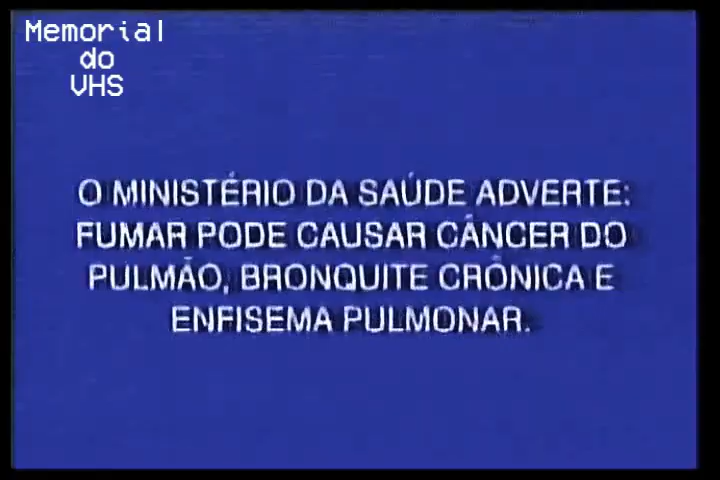 Memorial
do
VHS
O MINISTÉRIO DA SAÚDE ADVERTE:
FUMAR PODE CAUSAR CÂNCER DO
PULMÃO, BRONQUITE CRÔNICA E
ENFISEMA PULMONAR.